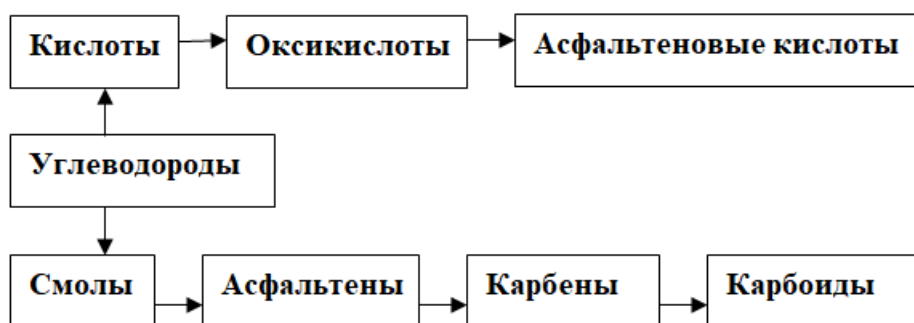 Кислоты
Оксикислоты
Асфальтеновые кислоты
Углеводороды
Смолы
Асфальтены
Карбены
Карбоиды